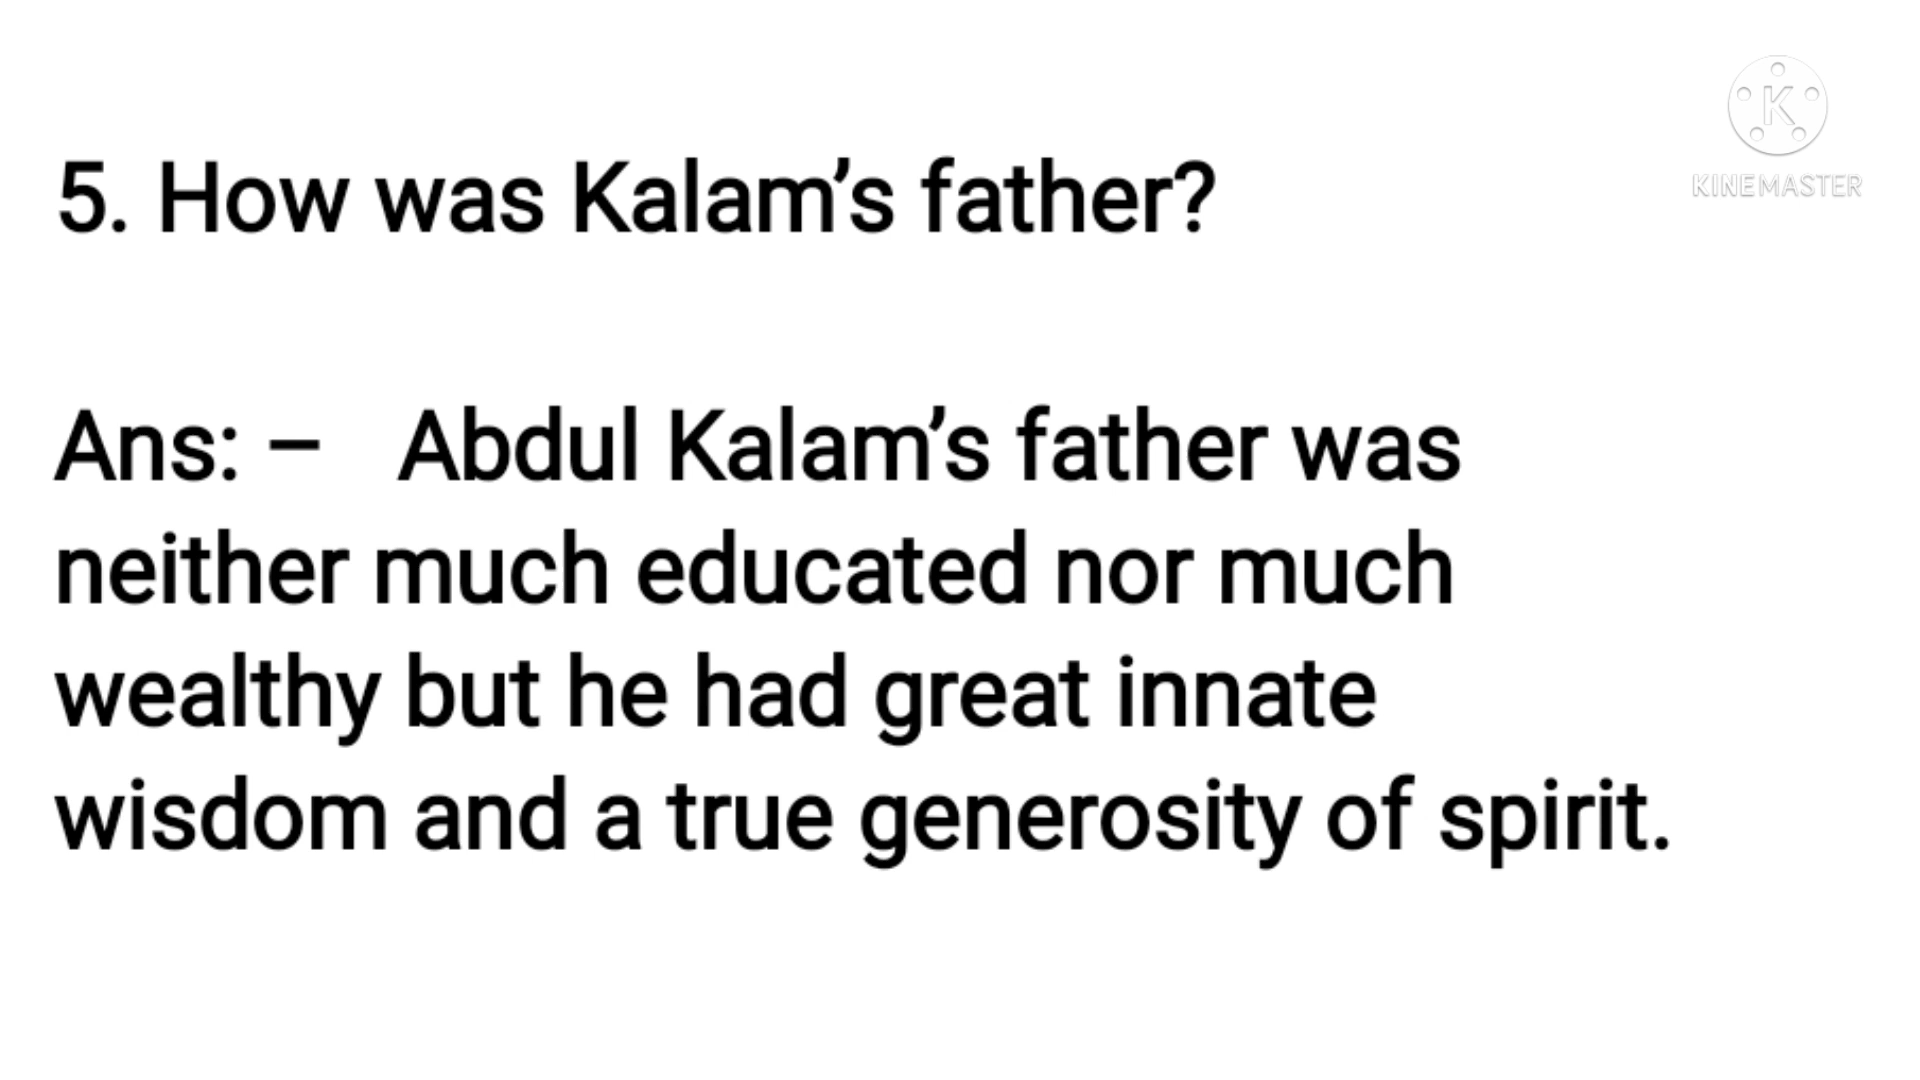 KINEMASTER
5. How was Kalam’s father?
Ans: –   Abdul Kalam’s father was
neither much educated nor much
wealthy but he had great innate
wisdom and a true generosity of spirit.